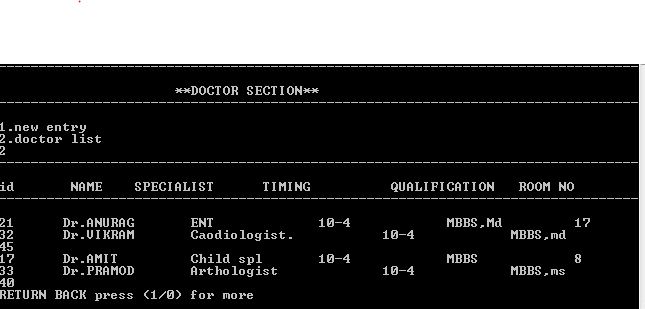 **DOCTOR SECTION**
1.new entry
2.doctor list
2
id NAME SPECIALIST TIMING QUALIFICATION ROOM NO
21 Dr.ANURAG ENT 10-4 MBBS,Md 17
32 Dr.VIKRAM Caodiologist. 10-4 MBBS,md
45
17 Dr.AMIT Child spl 10-4 MBBS 8
33 Dr.PRAMOD Arthologist 10-4 MBBS,ms
40
RETURN BACK press (1/0) for more